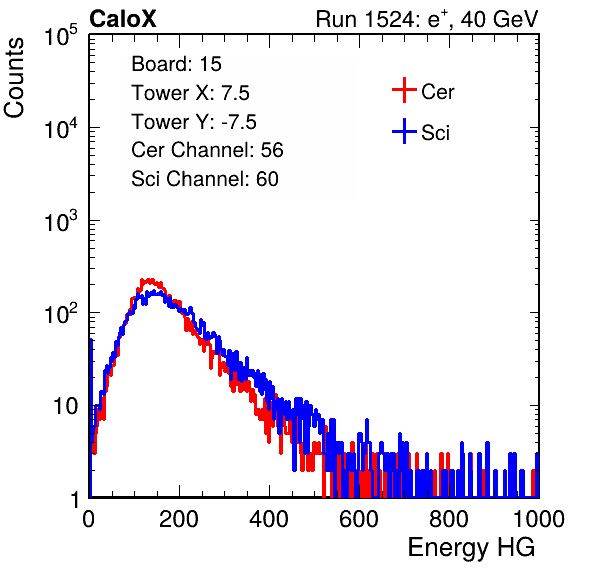 CaloX Run 1524: e+, 40 GeV
Counts
Board: 15
Tower X: 7.5
Tower Y: -7.5
Cer Channel: 56
Sci Channel: 60
Cer
Sci
10^5
10^4
10^3
10^2
10
1
0 200 400 600 800 1000
Energy HG